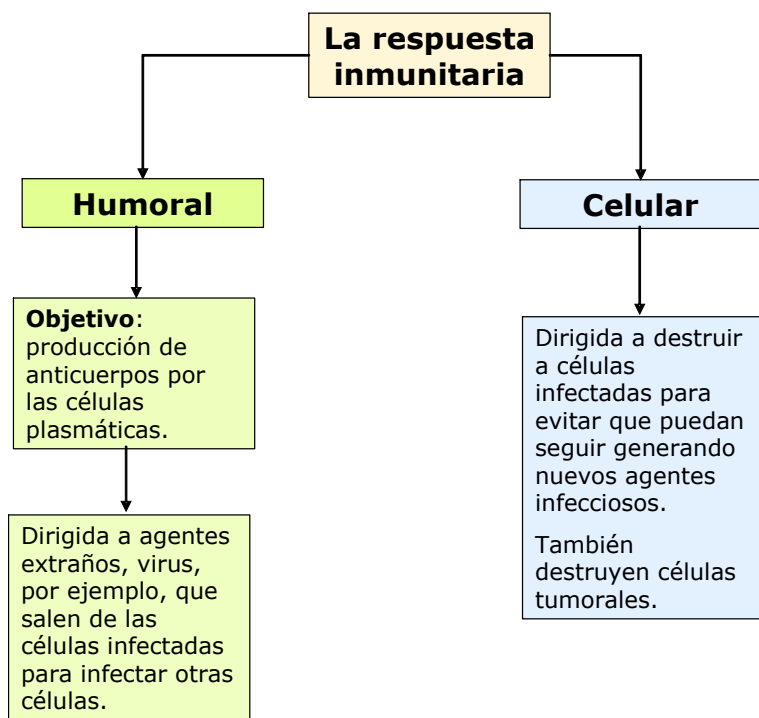 La respuesta
inmunitaria
Humoral
Celular
Objetivo:
producción de
anticuerpos por
las células
plasmáticas.
Dirigida a agentes
extraños, virus,
por ejemplo, que
salen de las
células infectadas
para infectar otras
células.
Dirigida a destruir
a células
infectadas para
evitar que puedan
seguir generando
nuevos agentes
infecciosos.
También
destruyen células
tumorales.